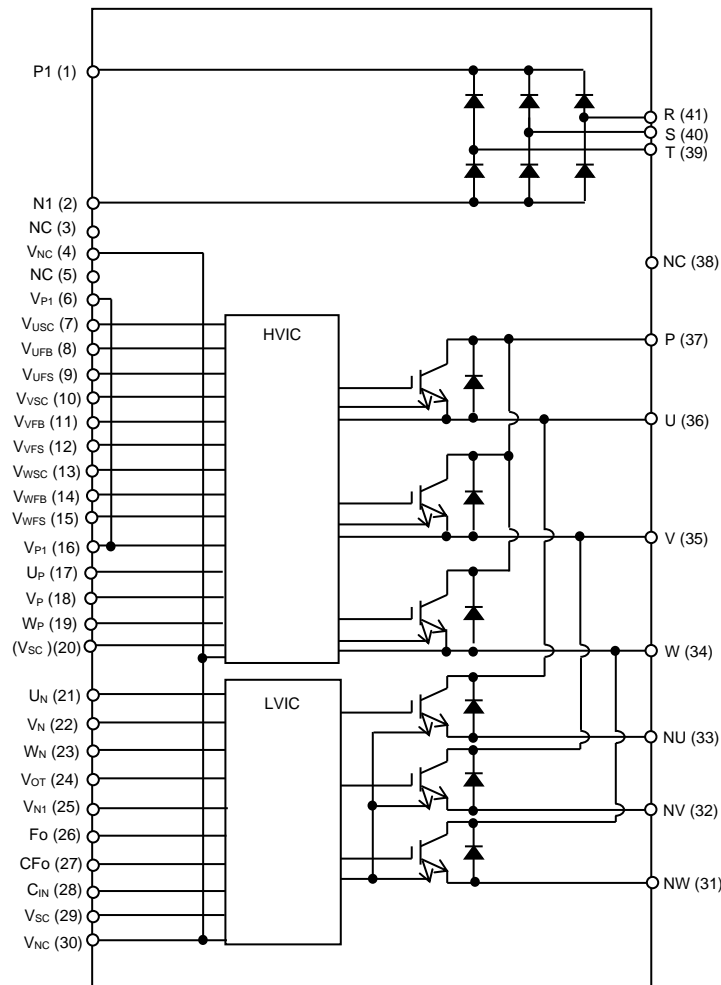 P1 (1)
N1 (2)
NC (3)
VNC (4)
NC (5)
VP1 (6)
VUSC (7)
VUFB (8)
VUFS (9)
VVSC (10)
VVFB (11)
VVFS (12)
VWSC (13)
VWFB (14)
VWFS (15)
VP1 (16)
UP (17)
VP (18)
WP (19)
(VSC )(20)
UN (21)
VN (22)
WN (23)
VOT (24)
VN1 (25)
Fo (26)
CFo (27)
CIN (28)
VSC (29)
VNC (30)
HVIC
LVIC
R (41)
S (40)
T (39)
NC (38)
P (37)
U (36)
V (35)
W (34)
NU (33)
NV (32)
NW (31)